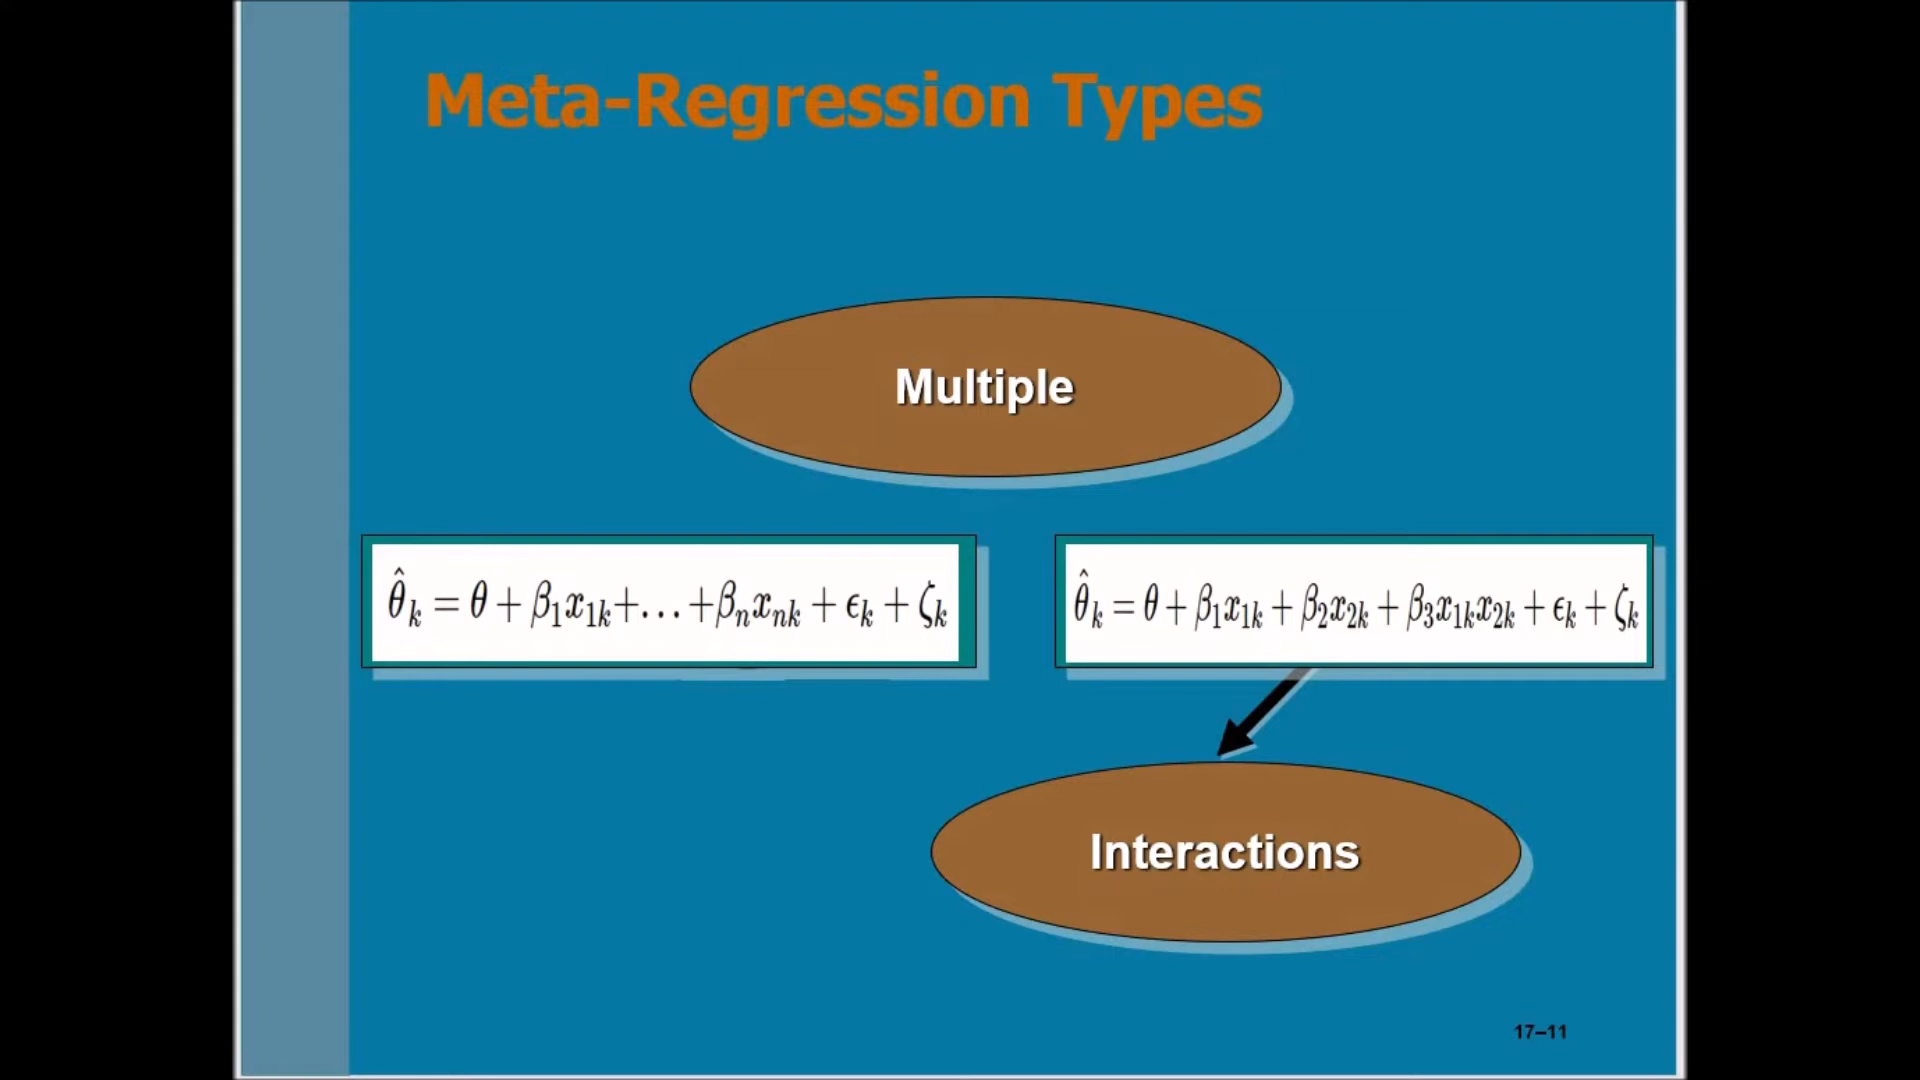 Meta-Regression Types
Multiple
θ̂ₖ = θ + β₁x₁ₖ+...+βₙxₙₖ + ϵₖ + ζₖ
θ̂ₖ = θ + β₁x₁ₖ + β₂x₂ₖ + β₃x₁ₖx₂ₖ + ϵₖ + ζₖ
Interactions
17–11